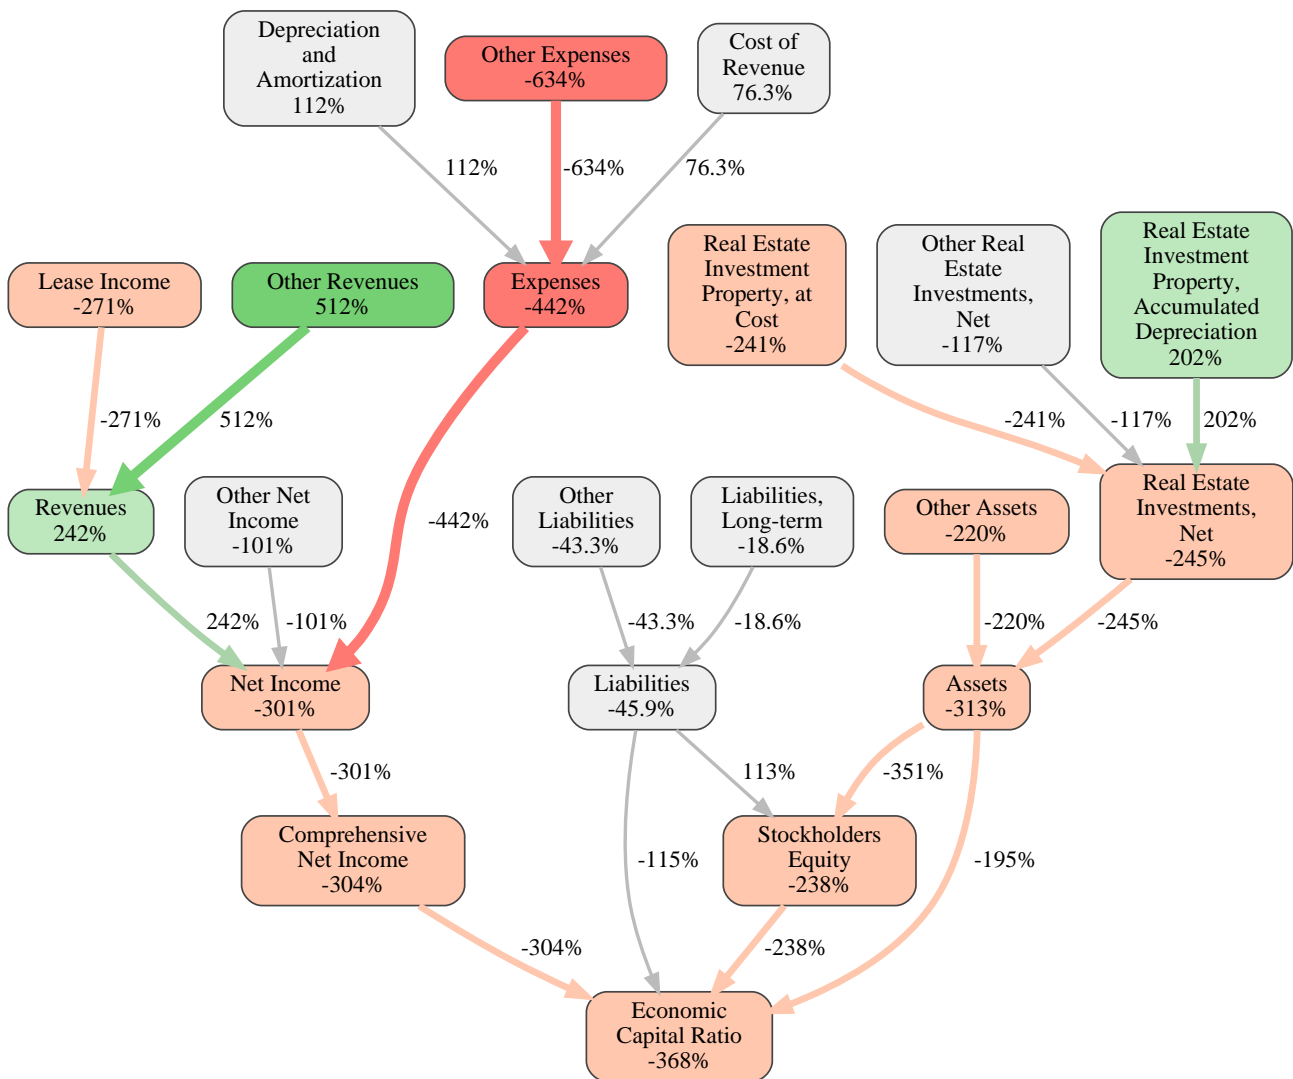 Depreciation
and
Amortization
112%
Other Expenses
-634%
Cost of
Revenue
76.3%
112%
-634%
76.3%
Lease Income
-271%
Other Revenues
512%
Expenses
-442%
Real Estate
Investment
Property, at
Cost
-241%
Other Real
Estate
Investments,
Net
-117%
Real Estate
Investment
Property,
Accumulated
Depreciation
202%
-271%
512%
-442%
-241%
-117%
202%
Revenues
242%
Other Net
Income
-101%
Other
Liabilities
-43.3%
Liabilities,
Long-term
-18.6%
Other Assets
-220%
Real Estate
Investments,
Net
-245%
242%
-101%
-43.3%
-18.6%
-220%
-245%
Net Income
-301%
Liabilities
-45.9%
Assets
-313%
-301%
113%
-351%
Comprehensive
Net Income
-304%
-115%
Stockholders
Equity
-238%
-195%
-304%
-238%
Economic
Capital Ratio
-368%